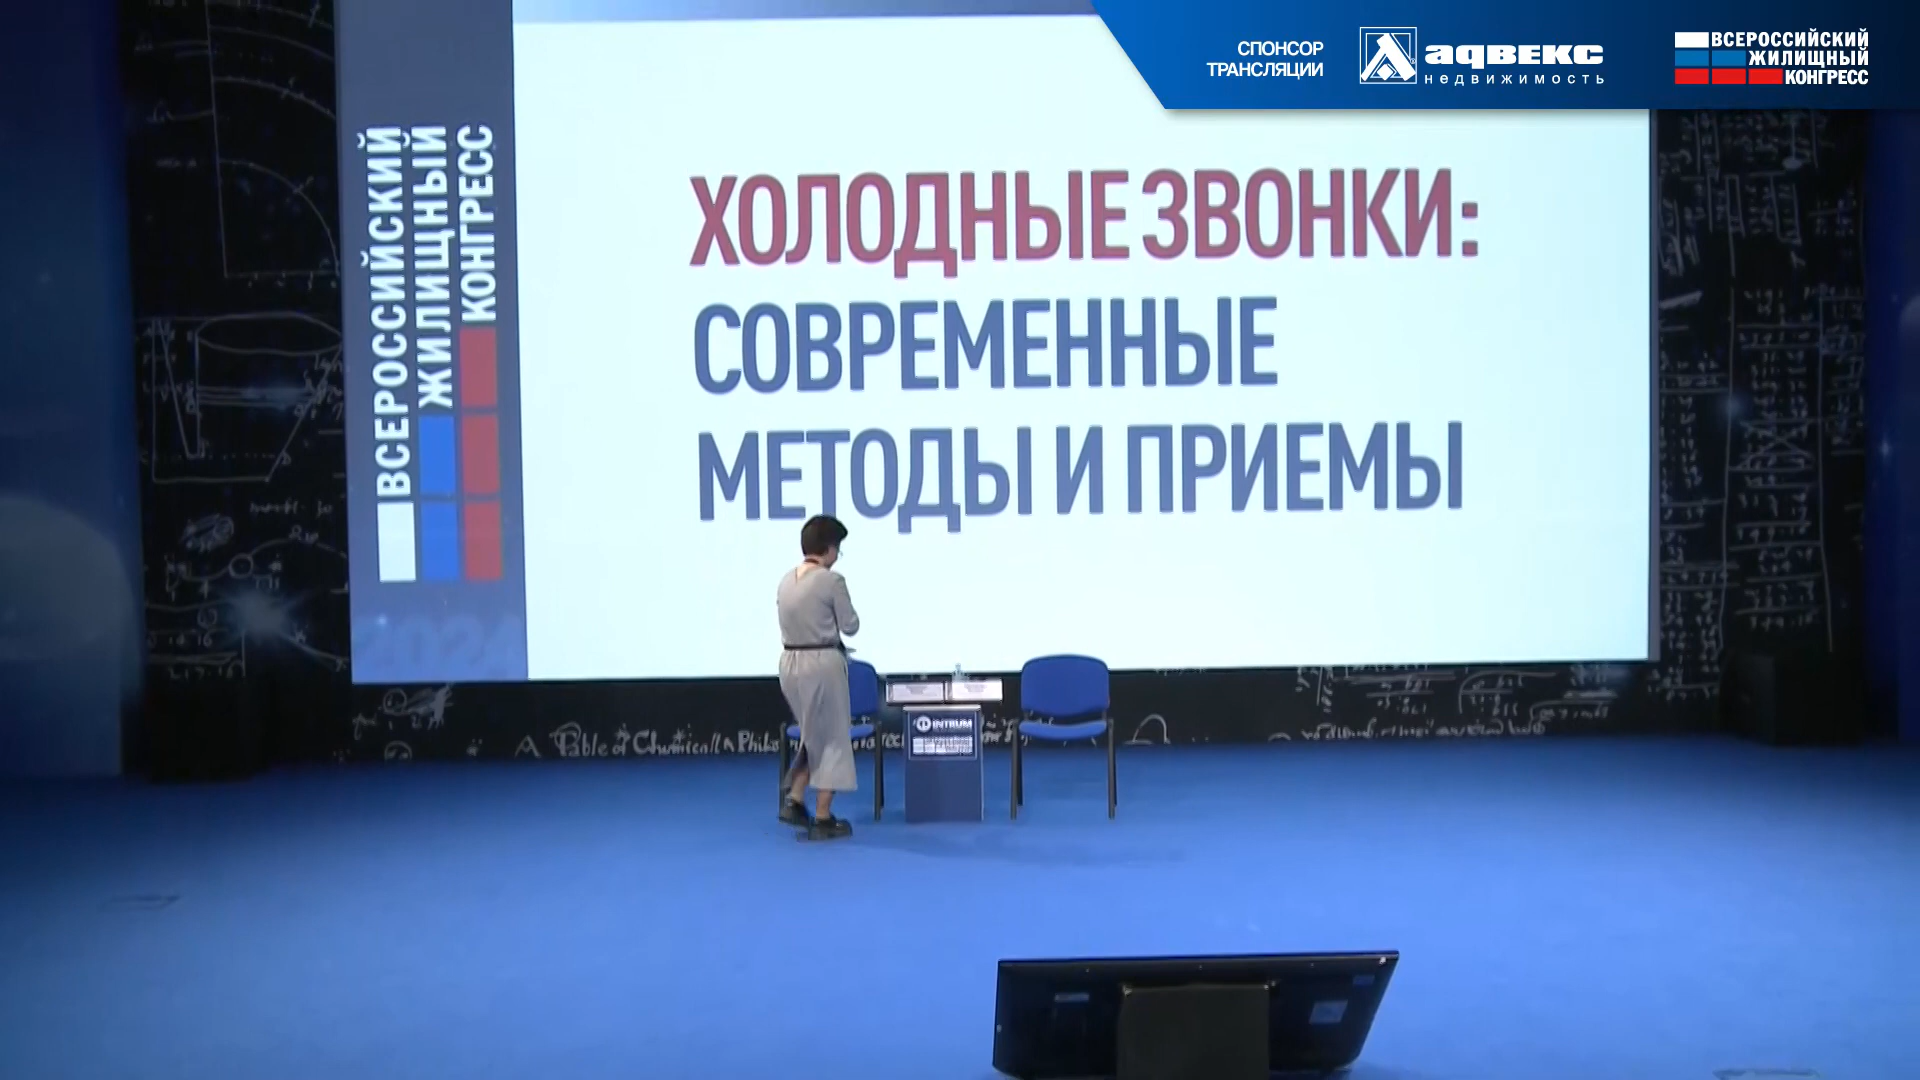 СПОНСОР
ТРАНСЛЯЦИИ
адвекс
недвижимость
ВСЕРОССИЙСКИЙ
ЖИЛИЩНЫЙ
КОНГРЕСС
ВСЕРОССИЙСКИЙ
ЖИЛИЩНЫЙ
КОНГРЕСС
ХОЛОДНЫЕ ЗВОНКИ:
СОВРЕМЕННЫЕ
МЕТОДЫ И ПРИЕМЫ
INTRUM